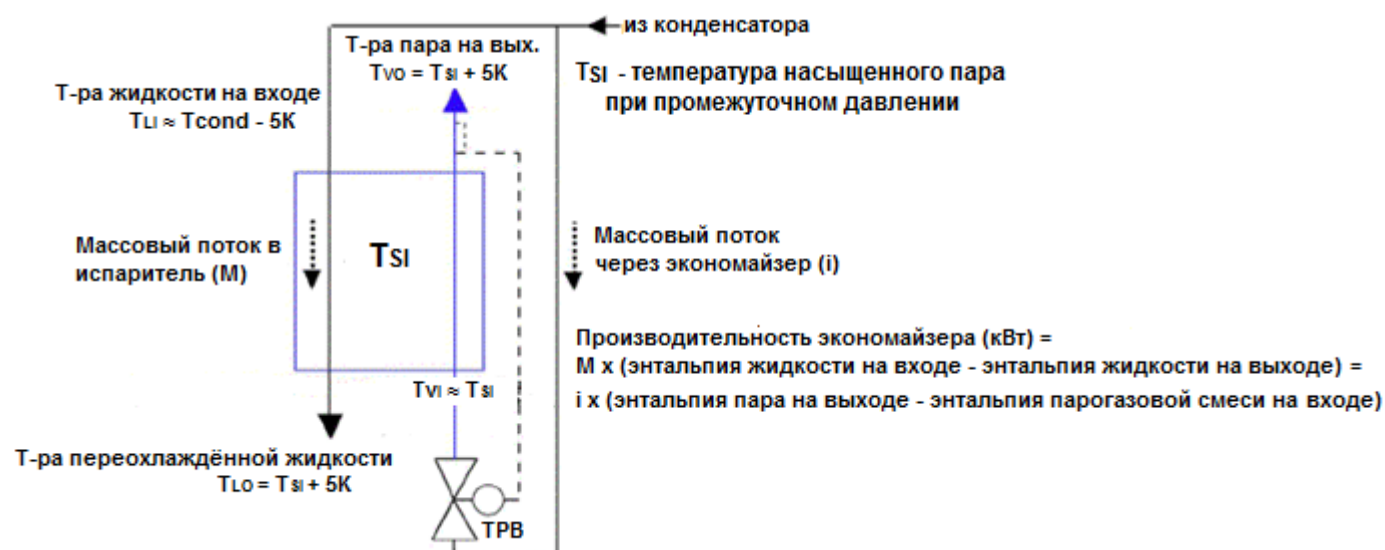 из конденсатора
Т-ра пара на вых.
TVO = TSI + 5K
TSI - температура насыщенного пара
при промежуточном давлении
Т-ра жидкости на входе
TLI ≈ Tcond - 5K
Массовый поток в
испаритель (М)
TSI
Массовый поток
через экономайзер (i)
Производительность экономайзера (кВт) =
М х (энтальпия жидкости на входе - энтальпия жидкости на выходе) =
i х (энтальпия пара на выходе - энтальпия парогазовой смеси на входе)
TVI ≈ TSI
Т-ра переохлаждённой жидкости
TLO = TSI + 5K
ТРВ